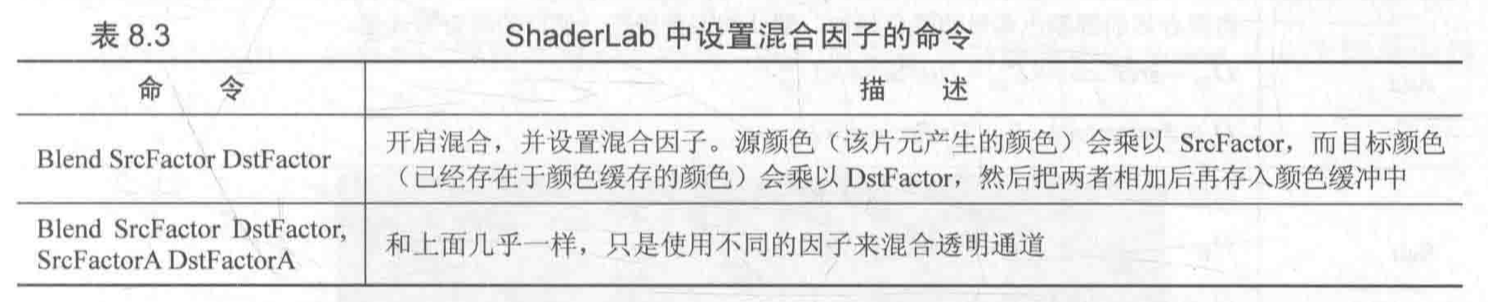 表 8.3 ShaderLab 中设置混合因子的命令
命 令 描 述
Blend SrcFactor DstFactor
开启混合，并设置混合因子。源颜色（该片元产生的颜色）会乘以 SrcFactor，而目标颜色
（已经存在于颜色缓存的颜色）会乘以 DstFactor，然后把两者相加后再存入颜色缓冲中
Blend SrcFactor DstFactor,
SrcFactorA DstFactorA
和上面几乎一样，只是使用不同的因子来混合透明通道